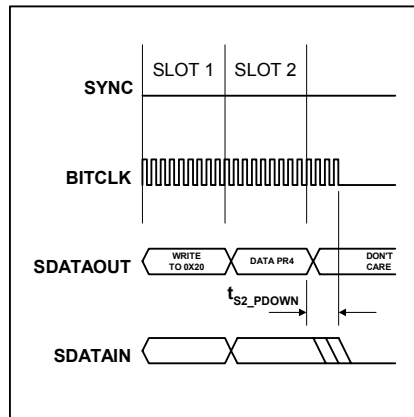 SLOT 1 SLOT 2
SYNC
BITCLK
SDATAOUT
WRITE
TO 0X20
DATA PR4
DON'T
CARE
tS2_PDOWN
SDATAIN